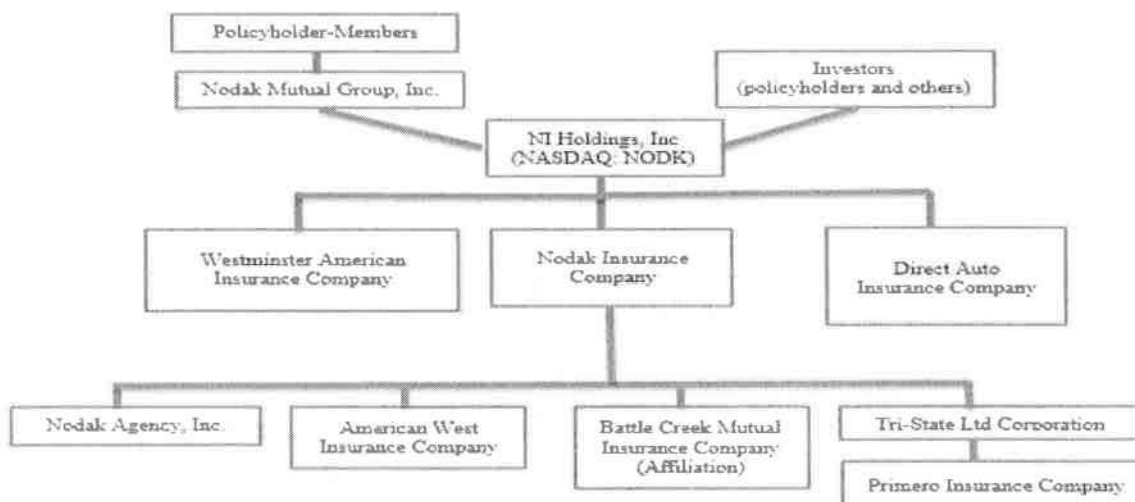 Policyholder-Members
Nodak Mutual Group, Inc.
Investors
(policyholders and others)
NI Holdings, Inc
(NASDAQ: NODK)
Westminster American
Insurance Company
Nodak Insurance
Company
Direct Auto
Insurance Company
Nodak Agency, Inc.
American West
Insurance Company
Battle Creek Mutual
Insurance Company
(Affiliation)
Tri-State Ltd Corporation
Primero Insurance Company